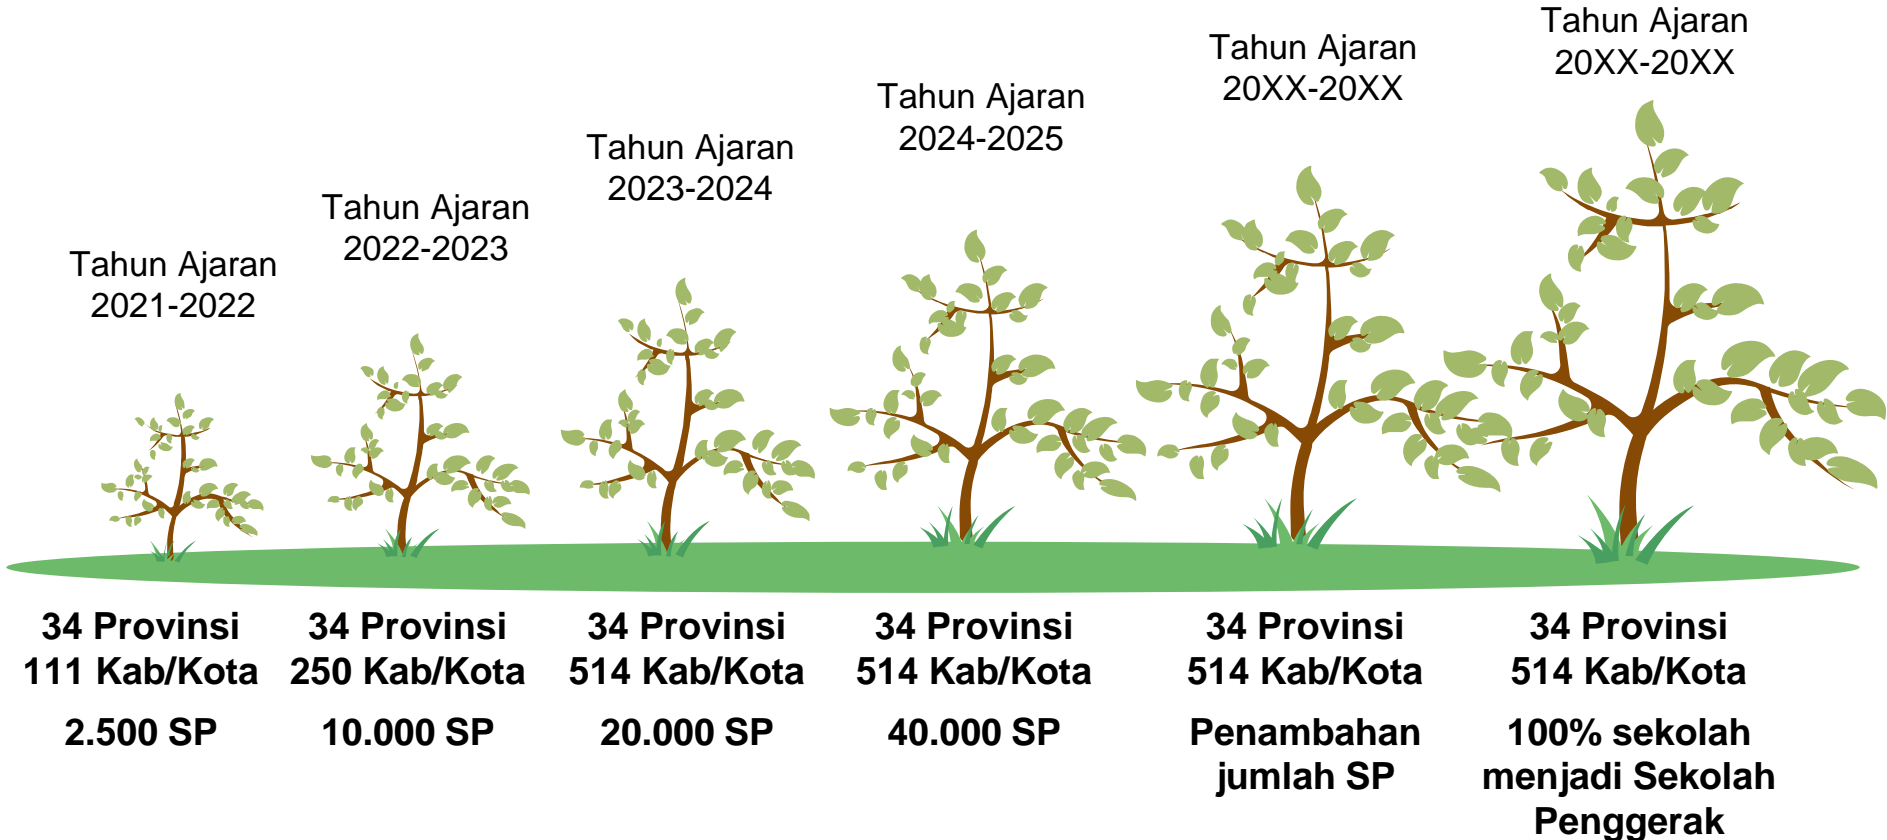 Tahun Ajaran
2021-2022
Tahun Ajaran
2022-2023
Tahun Ajaran
2023-2024
Tahun Ajaran
2024-2025
Tahun Ajaran
20XX-20XX
Tahun Ajaran
20XX-20XX
34 Provinsi
111 Kab/Kota
2.500 SP
34 Provinsi
250 Kab/Kota
10.000 SP
34 Provinsi
514 Kab/Kota
20.000 SP
34 Provinsi
514 Kab/Kota
40.000 SP
34 Provinsi
514 Kab/Kota
Penambahan
jumlah SP
34 Provinsi
514 Kab/Kota
100% sekolah
menjadi Sekolah
Penggerak